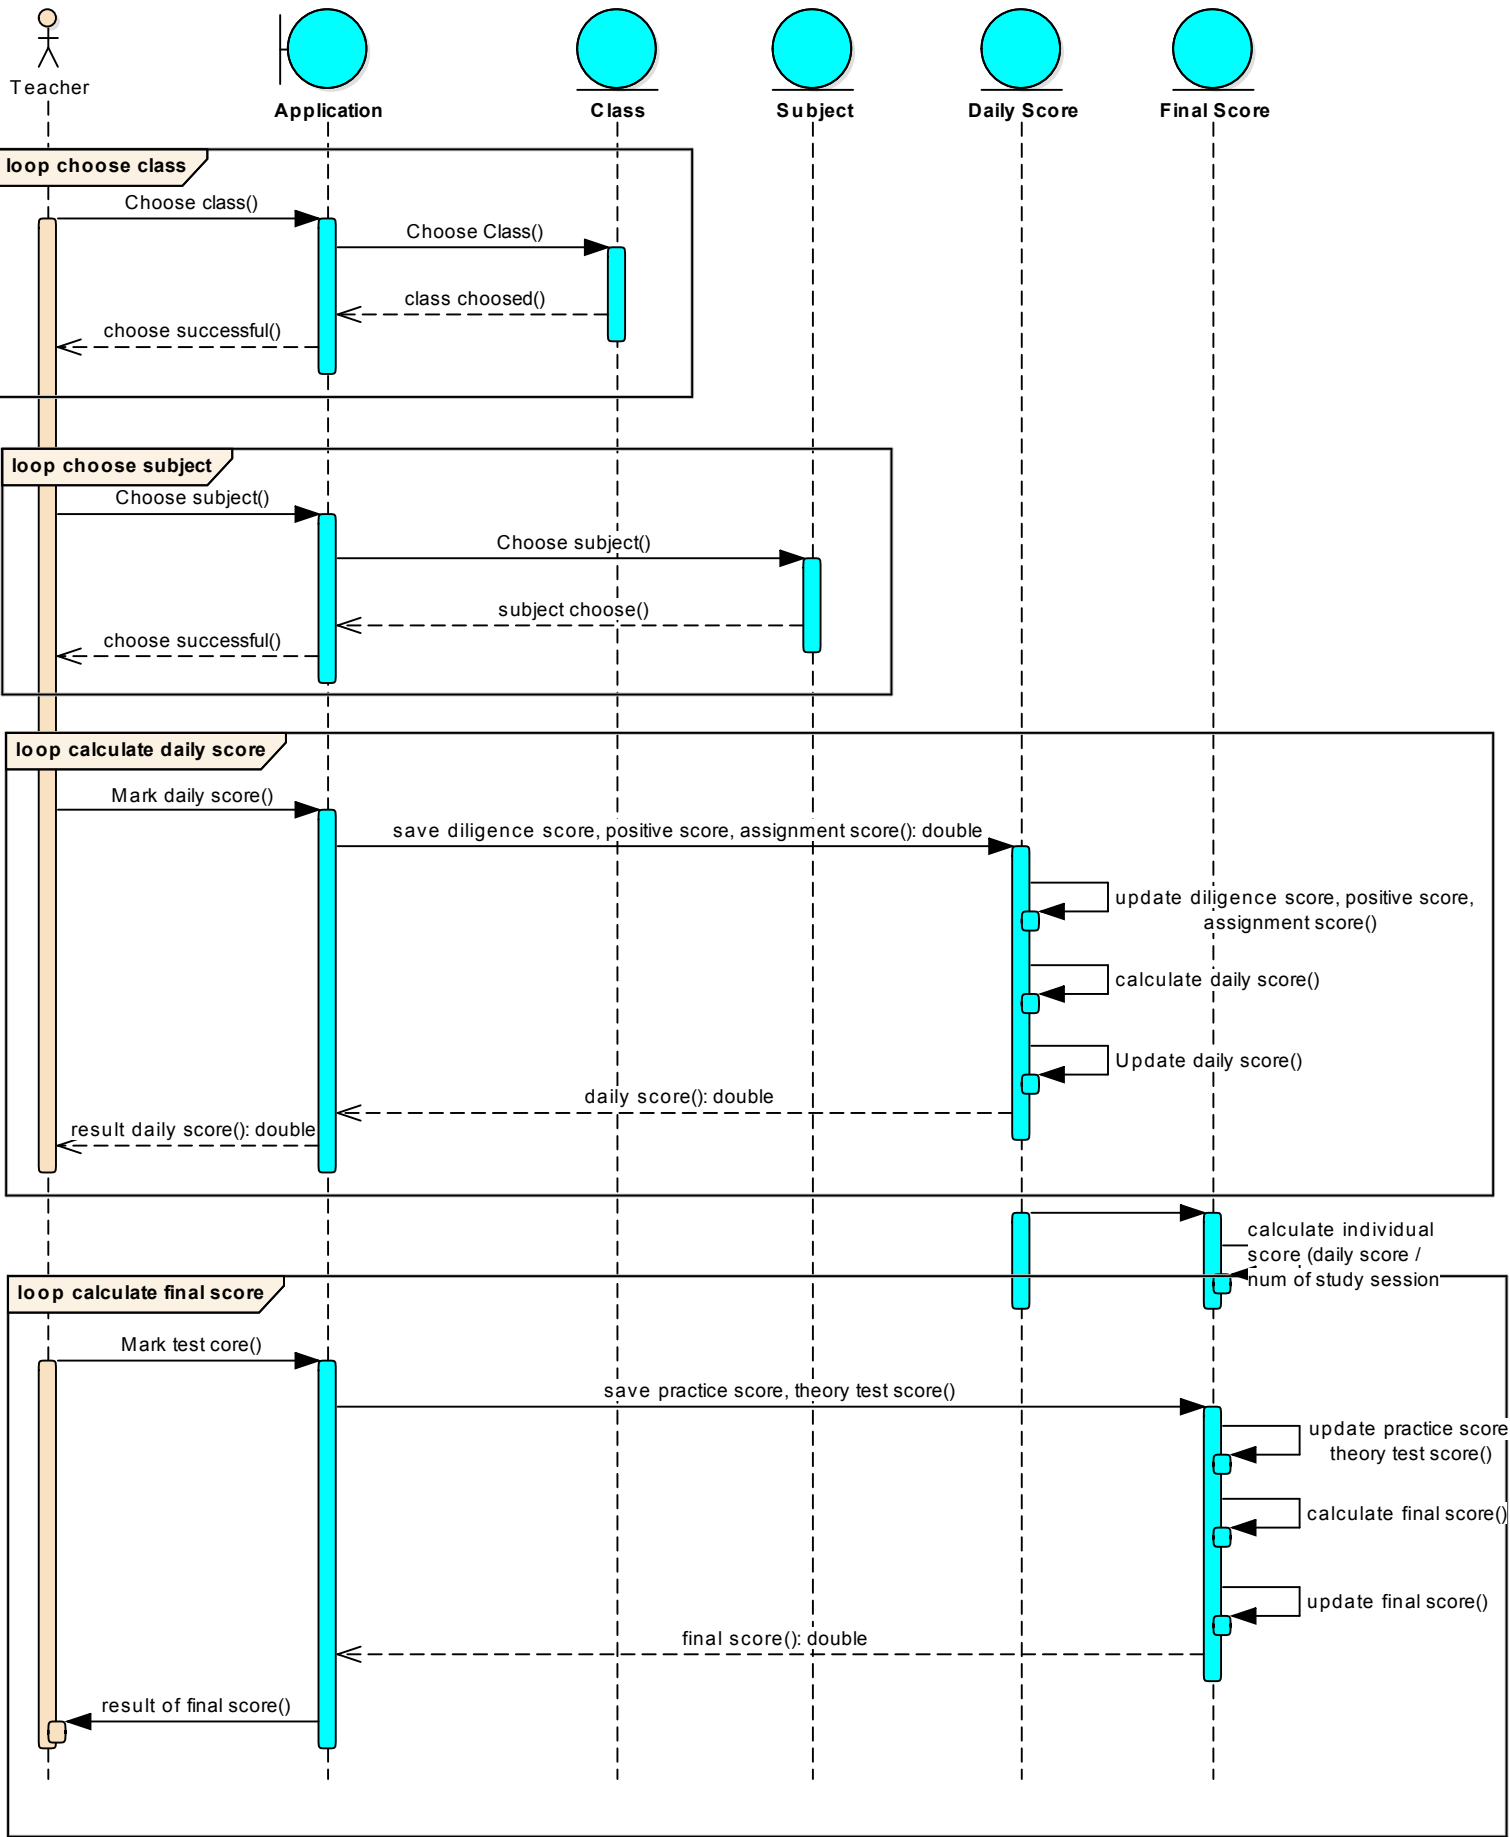 Teacher
Application
Class
Subject
Daily Score
Final Score
loop choose class
Choose class()
Choose Class()
class choosed()
choose successful()
loop choose subject
Choose subject()
Choose subject()
subject choose()
choose successful()
loop calculate daily score
Mark daily score()
save diligence score, positive score, assignment score(): double
update diligence score, positive score,
assignment score()
calculate daily score()
Update daily score()
daily score(): double
result daily score(): double
calculate individual
score (daily score /
num of study session
loop calculate final score
Mark test core()
save practice score, theory test score()
update practice score
theory test score()
calculate final score()
update final score()
final score(): double
result of final score()